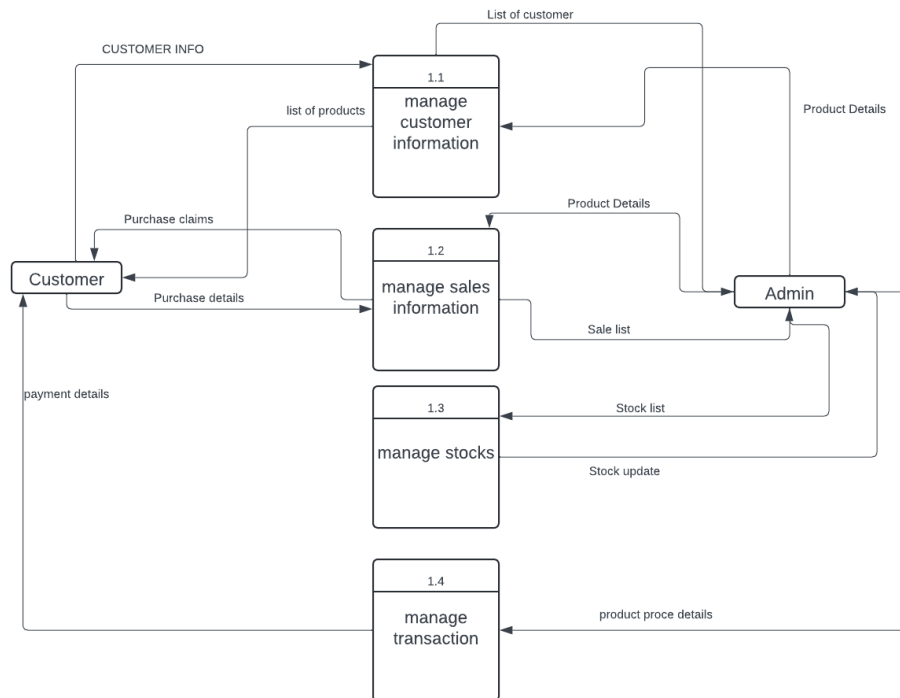 List of customer
CUSTOMER INFO
1.1
manage
customer
information
list of products
Product Details
Product Details
Purchase claims
1.2
manage sales
information
Customer
Purchase details
Admin
Sale list
payment details
1.3
Stock list
manage stocks
Stock update
1.4
manage
transaction
product proce details